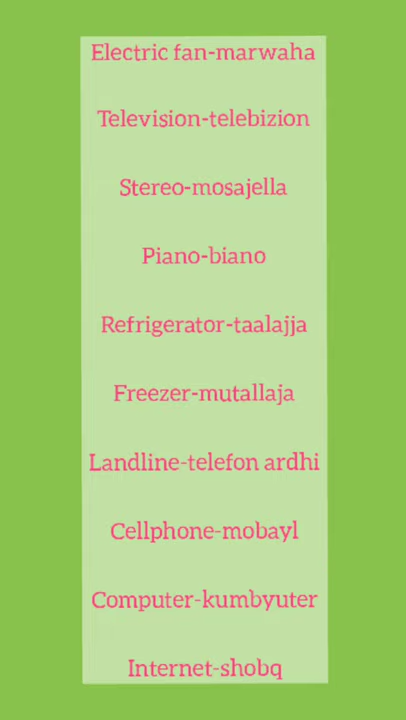 Electric fan-marwaha
Television-telebizion
Stereo-mosajella
Piano-biano
Refrigerator-taalajja
Freezer-mutallaja
Landline-telefon ardhi
Cellphone-mobayl
Computer-kumbyuter
Internet-shobq